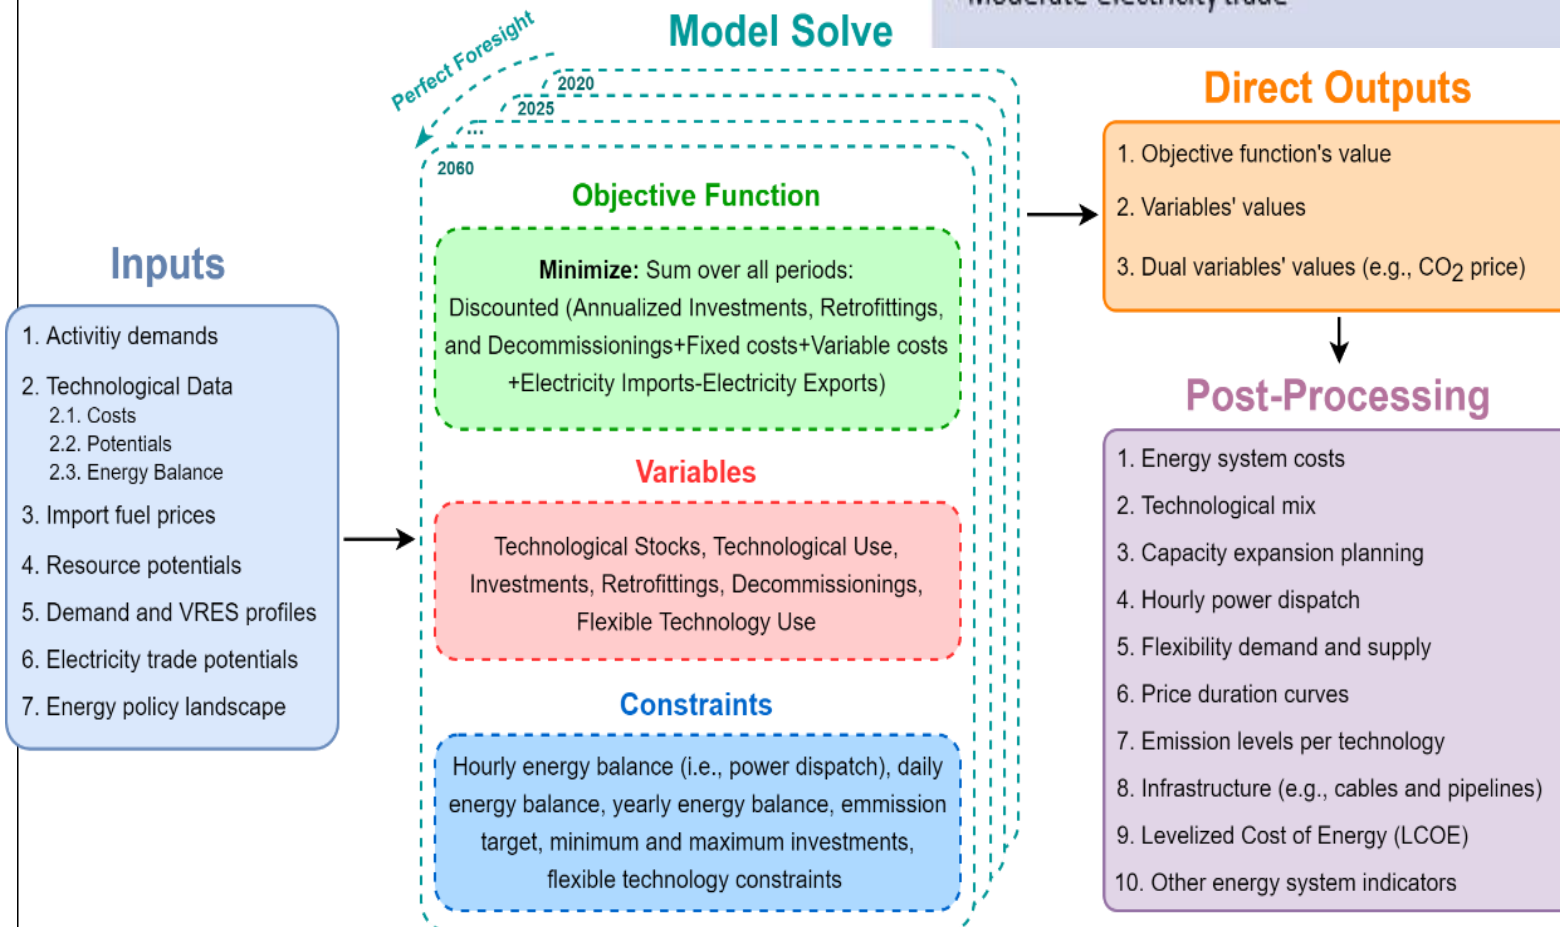 Moderate electricity trade
Model Solve
Perfect Foresight
2020
2025
...
2060
Objective Function
Minimize: Sum over all periods:
Discounted (Annualized Investments, Retrofittings,
and Decommissionings+Fixed costs+Variable costs
+Electricity Imports-Electricity Exports)
Variables
Technological Stocks, Technological Use,
Investments, Retrofittings, Decommissionings,
Flexible Technology Use
Constraints
Hourly energy balance (i.e., power dispatch), daily
energy balance, yearly energy balance, emmission
target, minimum and maximum investments,
flexible technology constraints
Inputs
1. Activitiy demands
2. Technological Data
2.1. Costs
2.2. Potentials
2.3. Energy Balance
3. Import fuel prices
4. Resource potentials
5. Demand and VRES profiles
6. Electricity trade potentials
7. Energy policy landscape
Direct Outputs
1. Objective function's value
2. Variables' values
3. Dual variables' values (e.g., CO2 price)
Post-Processing
1. Energy system costs
2. Technological mix
3. Capacity expansion planning
4. Hourly power dispatch
5. Flexibility demand and supply
6. Price duration curves
7. Emission levels per technology
8. Infrastructure (e.g., cables and pipelines)
9. Levelized Cost of Energy (LCOE)
10. Other energy system indicators